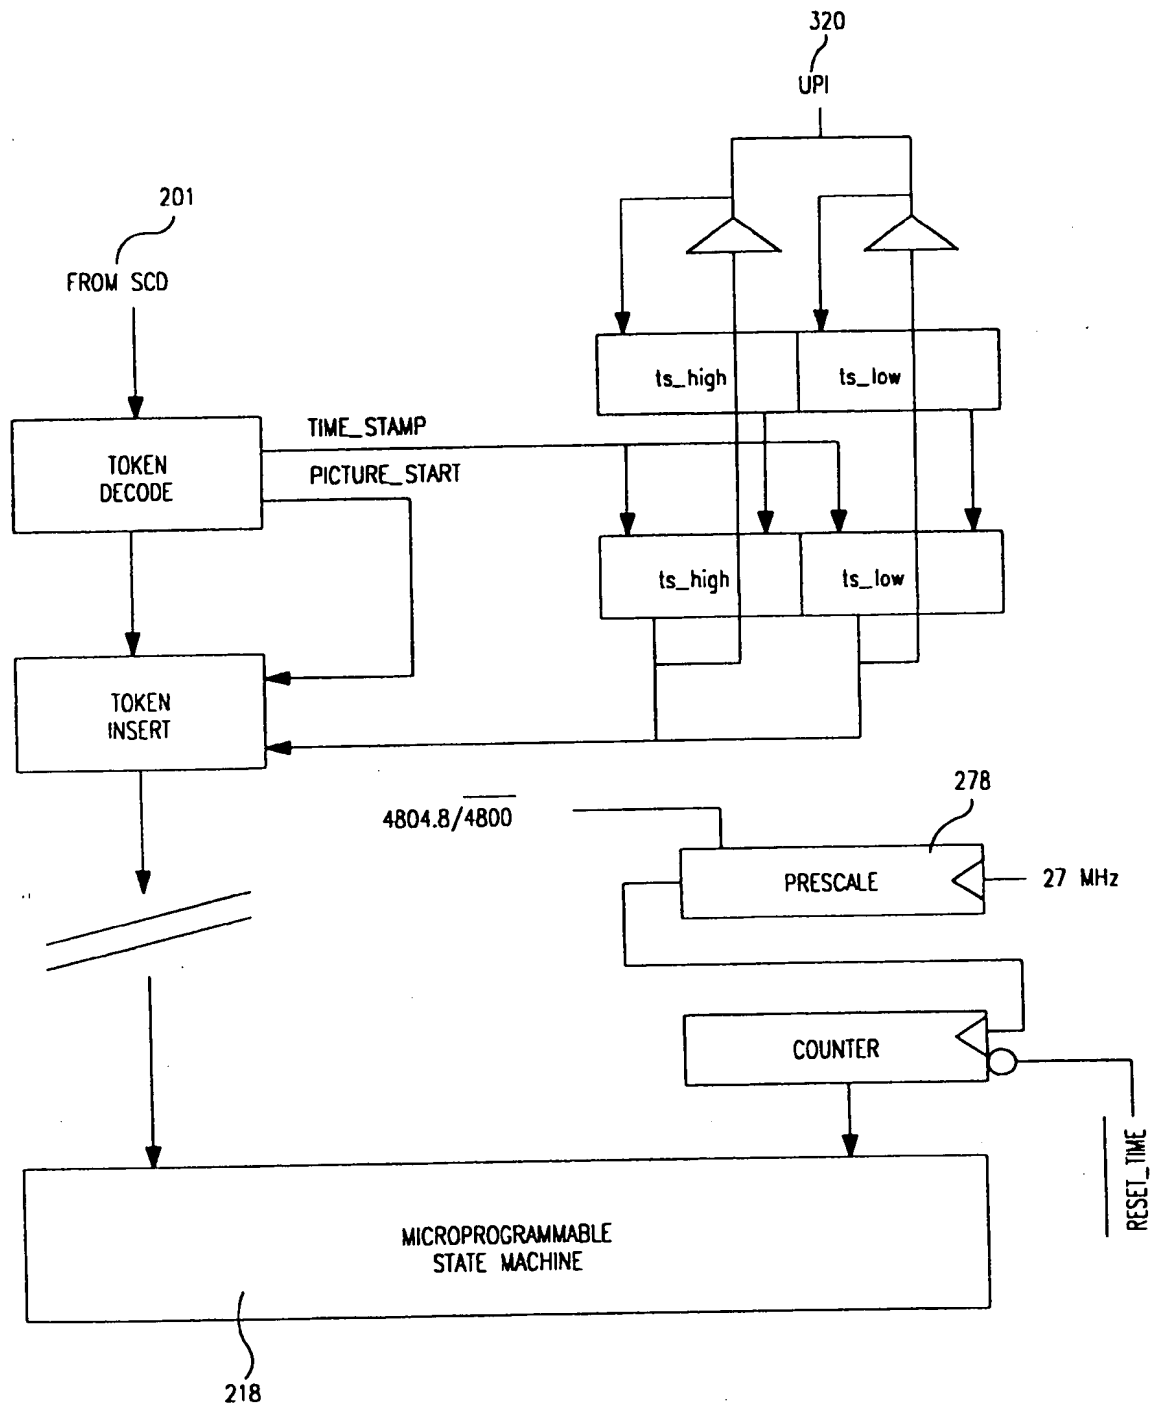 320
UPI
201
FROM SCD
ts_high
ts_low
TIME_STAMP
TOKEN
DECODE
PICTURE_START
ts_high
ts_low
TOKEN
INSERT
278
4804.8/4800
PRESCALE
27 MHz
COUNTER
RESET_TIME
MICROPROGRAMMABLE
STATE MACHINE
218